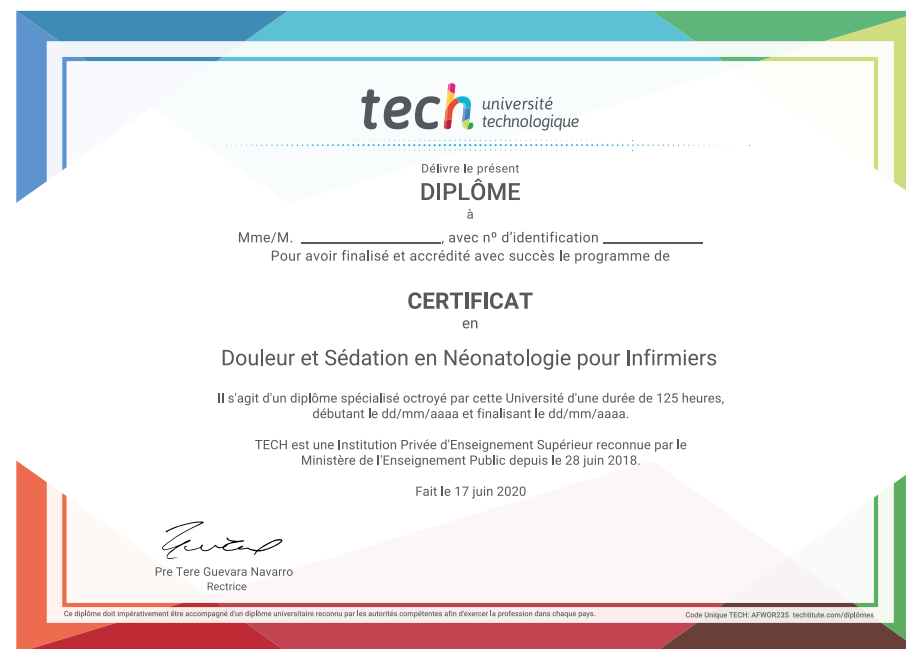 tech université
technologique
Délivre le présent
DIPLÔME
à
Mme/M. ____________________, avec nº d'identification ______________
Pour avoir finalisé et accrédité avec succès le programme de
CERTIFICAT
en
Douleur et Sédation en Néonatologie pour Infirmiers
Il s'agit d'un diplôme spécialisé octroyé par cette Université d'une durée de 125 heures,
débutant le dd/mm/aaaa et finalisant le dd/mm/aaaa.
TECH est une Institution Privée d'Enseignement Supérieur reconnue par le
Ministère de l'Enseignement Public depuis le 28 juin 2018.
Fait le 17 juin 2020
Pre Tere Guevara Navarro
Rectrice
Ce diplôme doit impérativement être accompagné d'un diplôme universitaire reconnu par les autorités compétentes afin d'exercer la profession dans chaque pays.
Code Unique TECH: AFWOR23S techtitute.com/diplômes